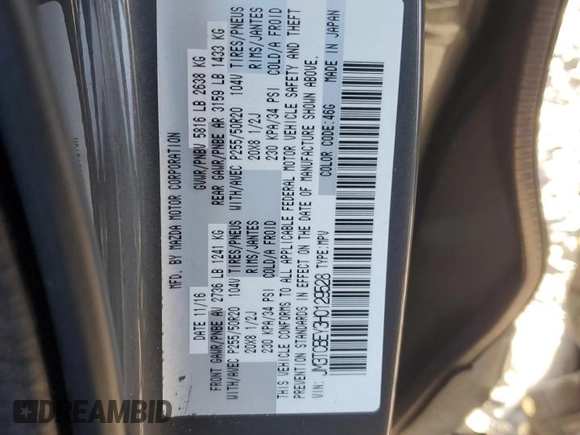 MFD. BY MAZDA MOTOR CORPORATION
DATE 11/16 GVWR/PNBV 5816 LB 2638 KG
FRONT GAWR/PNBE AV 2736 LB 1241 KG REAR GAWR/PNBE AR 3159 LB 1433 KG
WITH/AVEC P255/50R20 104V TIRES/PNEUS WITH/AVEC P255/50R20 104V TIRES/PNEUS
20X8 1/2J RIMS/JANTES 20X8 1/2J RIMS/JANTES
230 KPA/34 PSI COLD/A FROID 230 KPA/34 PSI COLD/A FROID
THIS VEHICLE CONFORMS TO ALL APPLICABLE FEDERAL MOTOR VEHICLE SAFETY AND THEFT
PREVENTION STANDARDS IN EFFECT ON THE DATE OF MANUFACTURE SHOWN ABOVE.
VIN: JM3TCBEY3H0129528 TYPE:MPV COLOR CODE:46G MADE IN JAPAN
DREAMBID